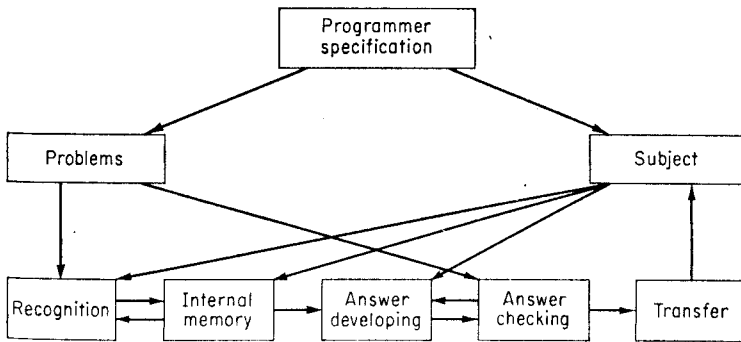 Programmer
specification
Problems
Subject
Recognition
Internal
memory
Answer
developing
Answer
checking
Transfer